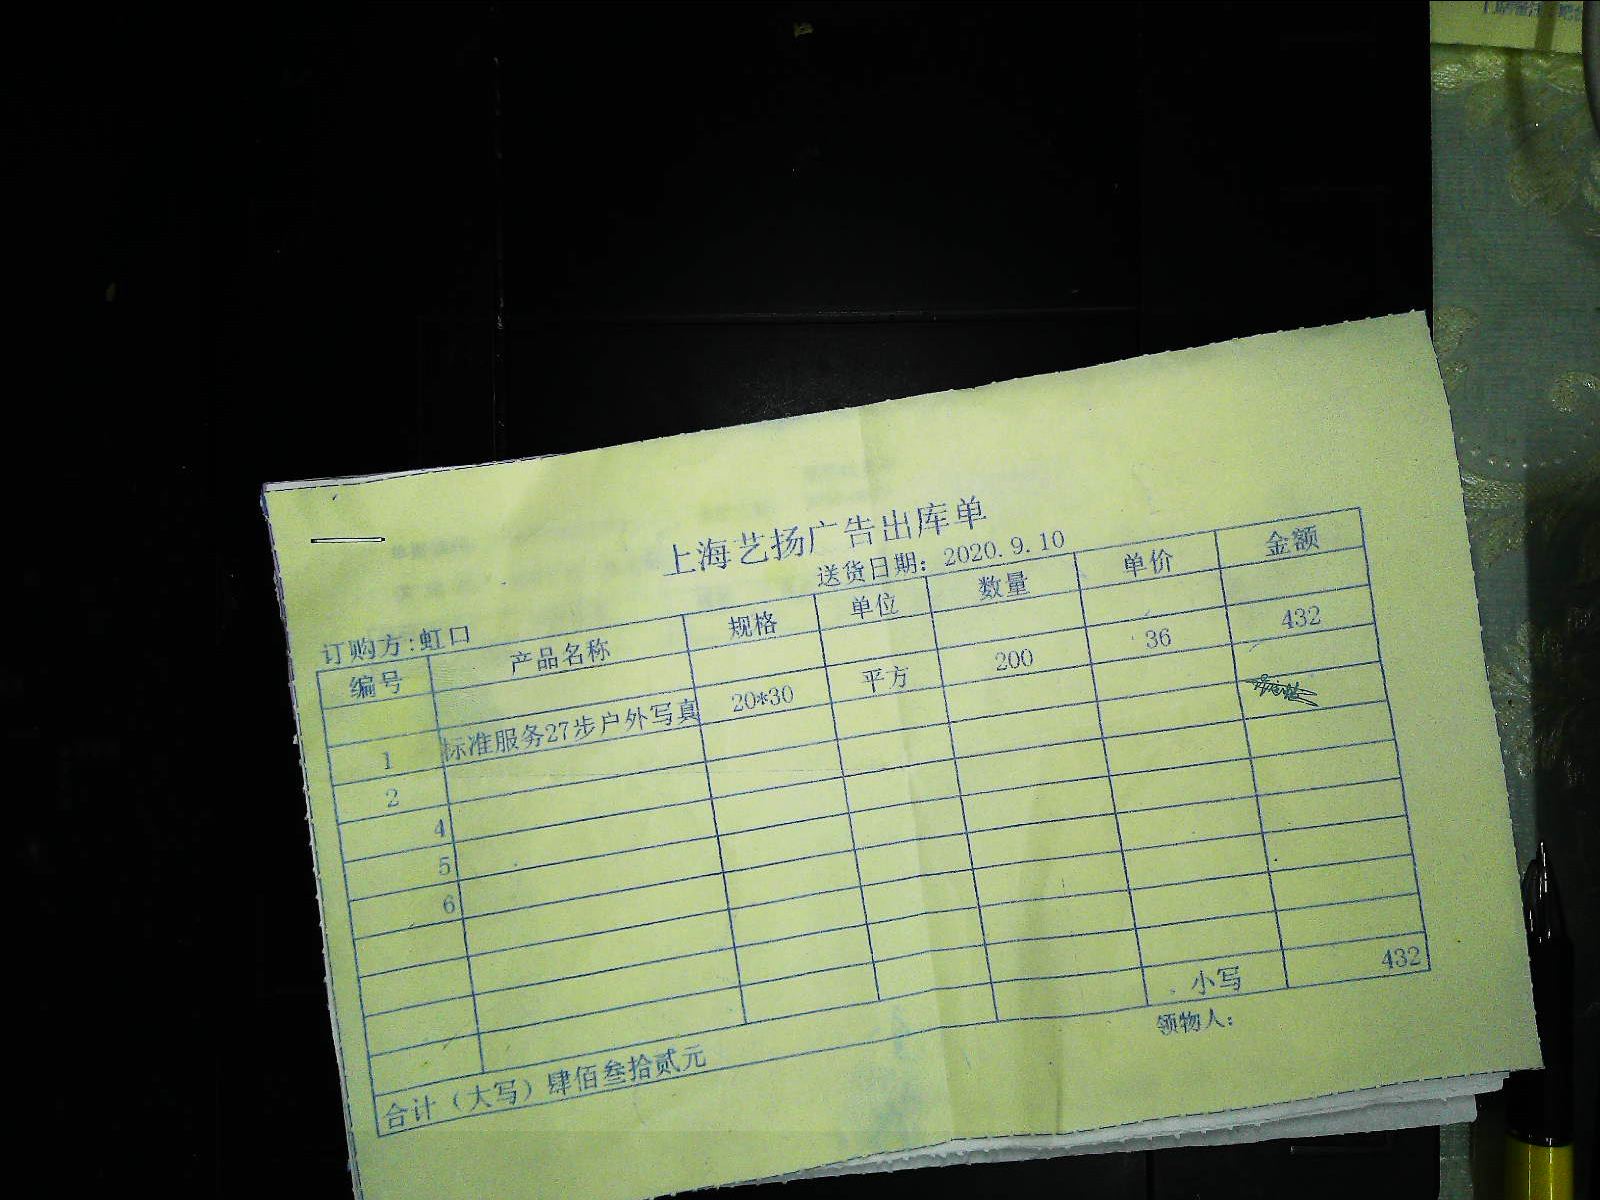 上海艺扬广告出库单
送货日期: 2020.9.10
订购方:虹口
编号 产品名称 规格 单位 数量 单价 金额
1 标准服务27步户外写真 20*30 平方 200 36 432
2
4
5
6
小写 432
合计（大写）肆佰叁拾贰元
领物人: